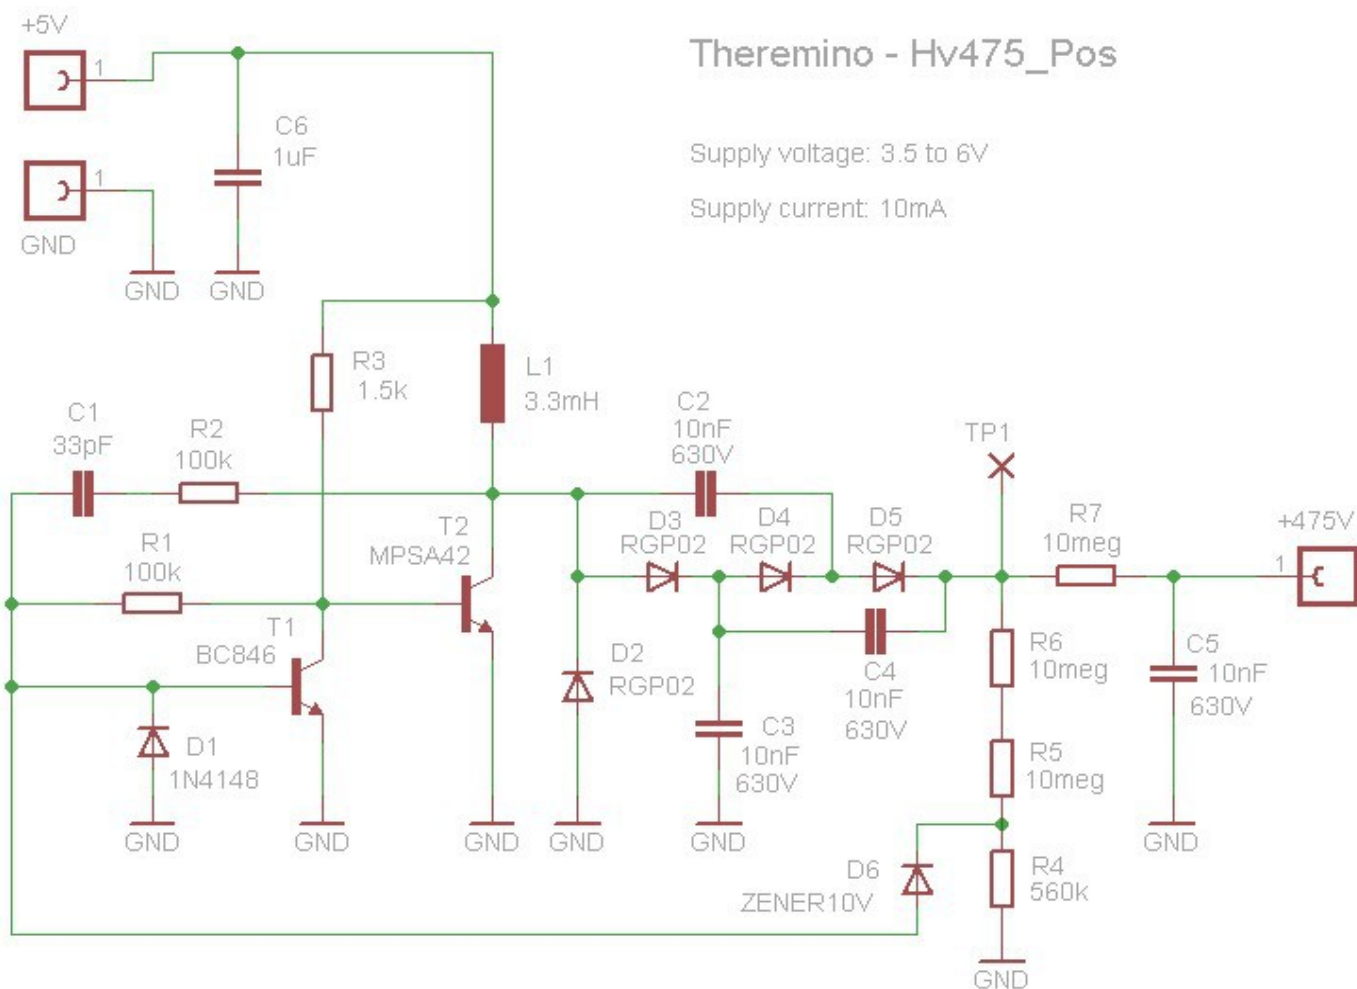 +5V
Theremino - Hv475_Pos
1
C6
1uF
Supply voltage: 3.5 to 6V
1
Supply current: 10mA
GND
GND
GND
R3
1.5k
L1
3.3mH
C1
33pF
R2
100k
C2
10nF
630V
TP1
R1
100k
T2
MPSA42
D3
RGP02
D4
RGP02
D5
RGP02
R7
10meg
+475V
1
T1
BC846
D2
RGP02
C4
10nF
630V
R6
10meg
C5
10nF
630V
D1
1N4148
C3
10nF
630V
R5
10meg
GND
GND
GND
GND
GND
GND
D6
ZENER10V
R4
560k
GND